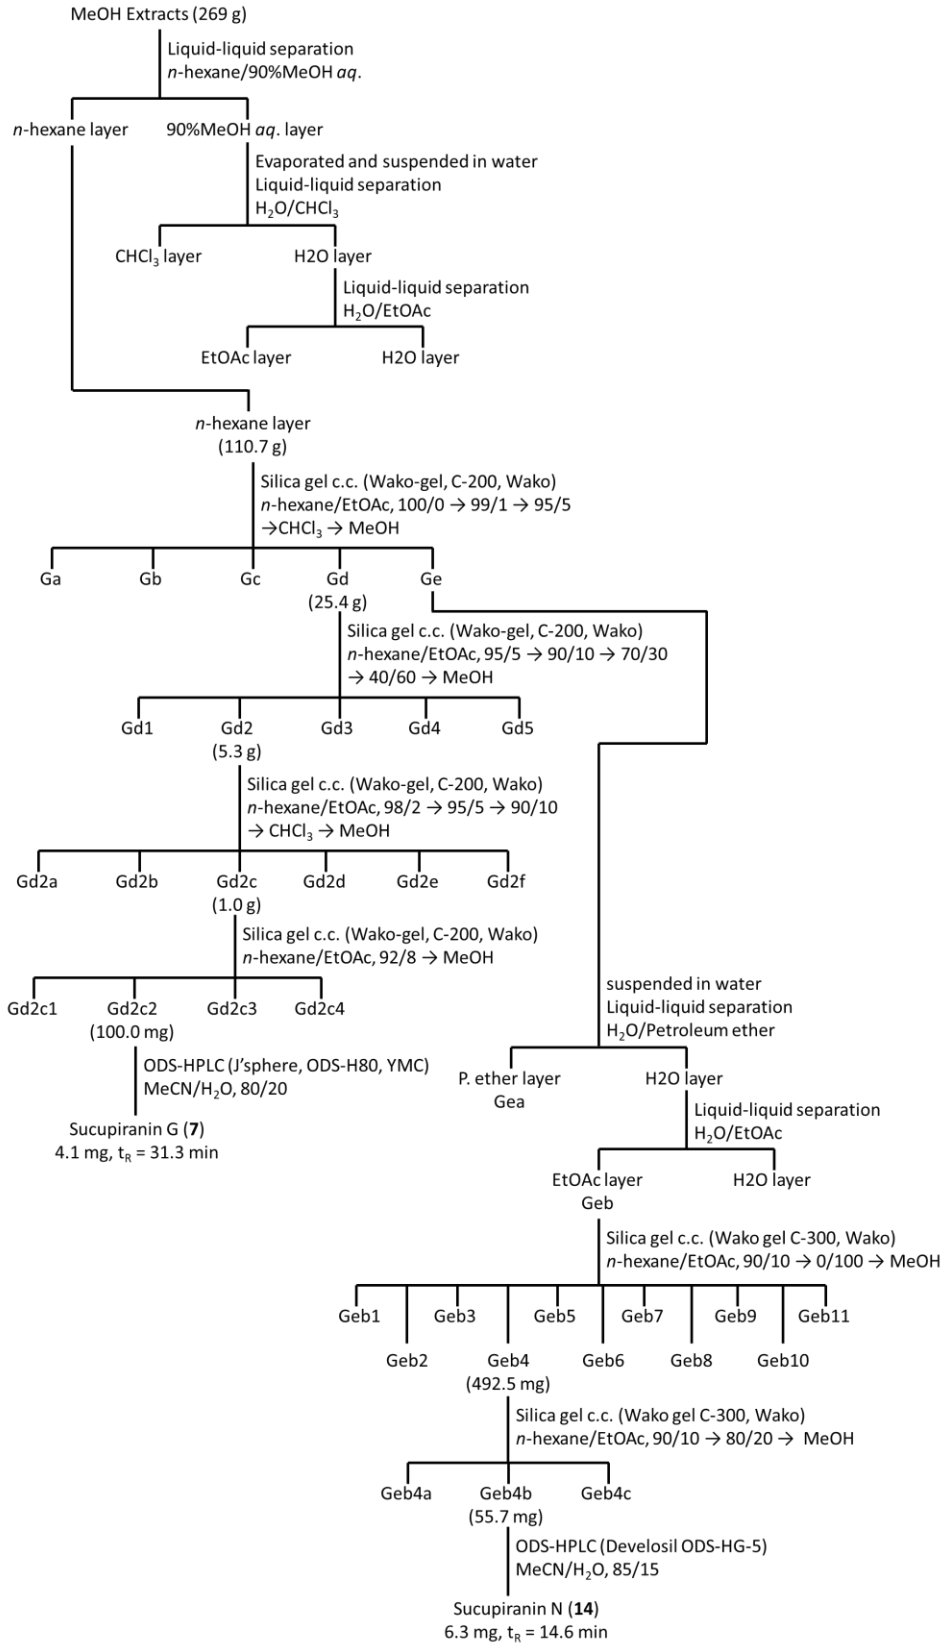 MeOH Extracts (269 g)
Liquid-liquid separation
n-hexane/90%MeOH aq.
n-hexane layer
90%MeOH aq. layer
Evaporated and suspended in water
Liquid-liquid separation
H₂O/CHCl₃
CHCl₃ layer
H2O layer
Liquid-liquid separation
H₂O/EtOAc
EtOAc layer
H2O layer
n-hexane layer
(110.7 g)
Silica gel c.c. (Wako-gel, C-200, Wako)
n-hexane/EtOAc, 100/0 → 99/1 → 95/5
→CHCl₃ → MeOH
Ga
Gb
Gc
Gd
Ge
(25.4 g)
Silica gel c.c. (Wako-gel, C-200, Wako)
n-hexane/EtOAc, 95/5 → 90/10 → 70/30
→ 40/60 → MeOH
Gd1
Gd2
Gd3
Gd4
Gd5
(5.3 g)
Silica gel c.c. (Wako-gel, C-200, Wako)
n-hexane/EtOAc, 98/2 → 95/5 → 90/10
→ CHCl₃ → MeOH
Gd2a
Gd2b
Gd2c
Gd2d
Gd2e
Gd2f
(1.0 g)
Silica gel c.c. (Wako-gel, C-200, Wako)
n-hexane/EtOAc, 92/8 → MeOH
Gd2c1
Gd2c2
Gd2c3
Gd2c4
(100.0 mg)
ODS-HPLC (J’sphere, ODS-H80, YMC)
MeCN/H₂O, 80/20
Sucupiranin G (7)
4.1 mg, tR = 31.3 min
suspended in water
Liquid-liquid separation
H₂O/Petroleum ether
P. ether layer
Gea
H2O layer
Liquid-liquid separation
H₂O/EtOAc
EtOAc layer
Geb
H2O layer
Silica gel c.c. (Wako gel C-300, Wako)
n-hexane/EtOAc, 90/10 → 0/100 → MeOH
Geb1
Geb3
Geb5
Geb7
Geb9
Geb11
Geb2
Geb4
Geb6
Geb8
Geb10
(492.5 mg)
Silica gel c.c. (Wako gel C-300, Wako)
n-hexane/EtOAc, 90/10 → 80/20 → MeOH
Geb4a
Geb4b
Geb4c
(55.7 mg)
ODS-HPLC (Develosil ODS-HG-5)
MeCN/H₂O, 85/15
Sucupiranin N (14)
6.3 mg, tR = 14.6 min